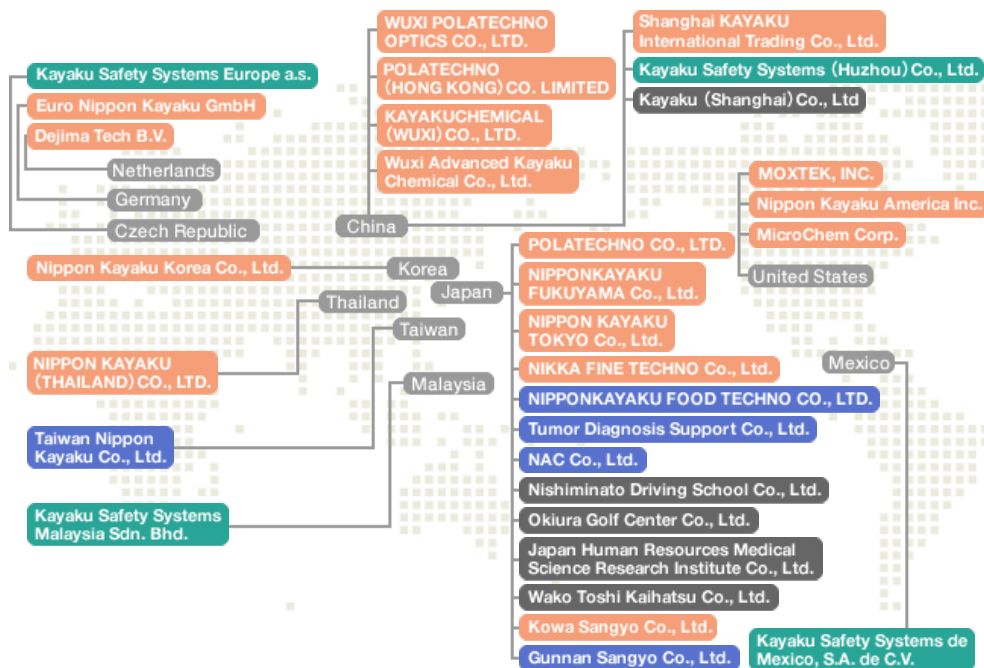 WUXI POLATECHNO
OPTICS CO., LTD.
POLATECHNO
(HONG KONG) CO. LIMITED
KAYAKUCHEMICAL
(WUXI) CO., LTD.
Wuxi Advanced Kayaku
Chemical Co., Ltd.
China
Shanghai KAYAKU
International Trading Co., Ltd.
Kayaku Safety Systems (Huzhou) Co., Ltd.
Kayaku (Shanghai) Co., Ltd
Kayaku Safety Systems Europe a.s.
Euro Nippon Kayaku GmbH
Dejima Tech B.V.
Netherlands
Germany
Czech Republic
MOXTEK, INC.
Nippon Kayaku America Inc.
MicroChem Corp.
United States
Nippon Kayaku Korea Co., Ltd.
Korea
Thailand
Taiwan
Malaysia
NIPPON KAYAKU
(THAILAND) CO., LTD.
Taiwan Nippon
Kayaku Co., Ltd.
Kayaku Safety Systems
Malaysia Sdn. Bhd.
Japan
POLATECHNO CO., LTD.
NIPPONKAYAKU
FUKUYAMA Co., Ltd.
NIPPON KAYAKU
TOKYO Co., Ltd.
NIKKA FINE TECHNO Co., Ltd.
NIPPONKAYAKU FOOD TECHNO CO., LTD.
Tumor Diagnosis Support Co., Ltd.
NAC Co., Ltd.
Nishiminato Driving School Co., Ltd.
Okiura Golf Center Co., Ltd.
Japan Human Resources Medical
Science Research Institute Co., Ltd.
Wako Toshi Kaihatsu Co., Ltd.
Kowa Sangyo Co., Ltd.
Gunnan Sangyo Co., Ltd.
Mexico
Kayaku Safety Systems de
Mexico, S.A. de C.V.